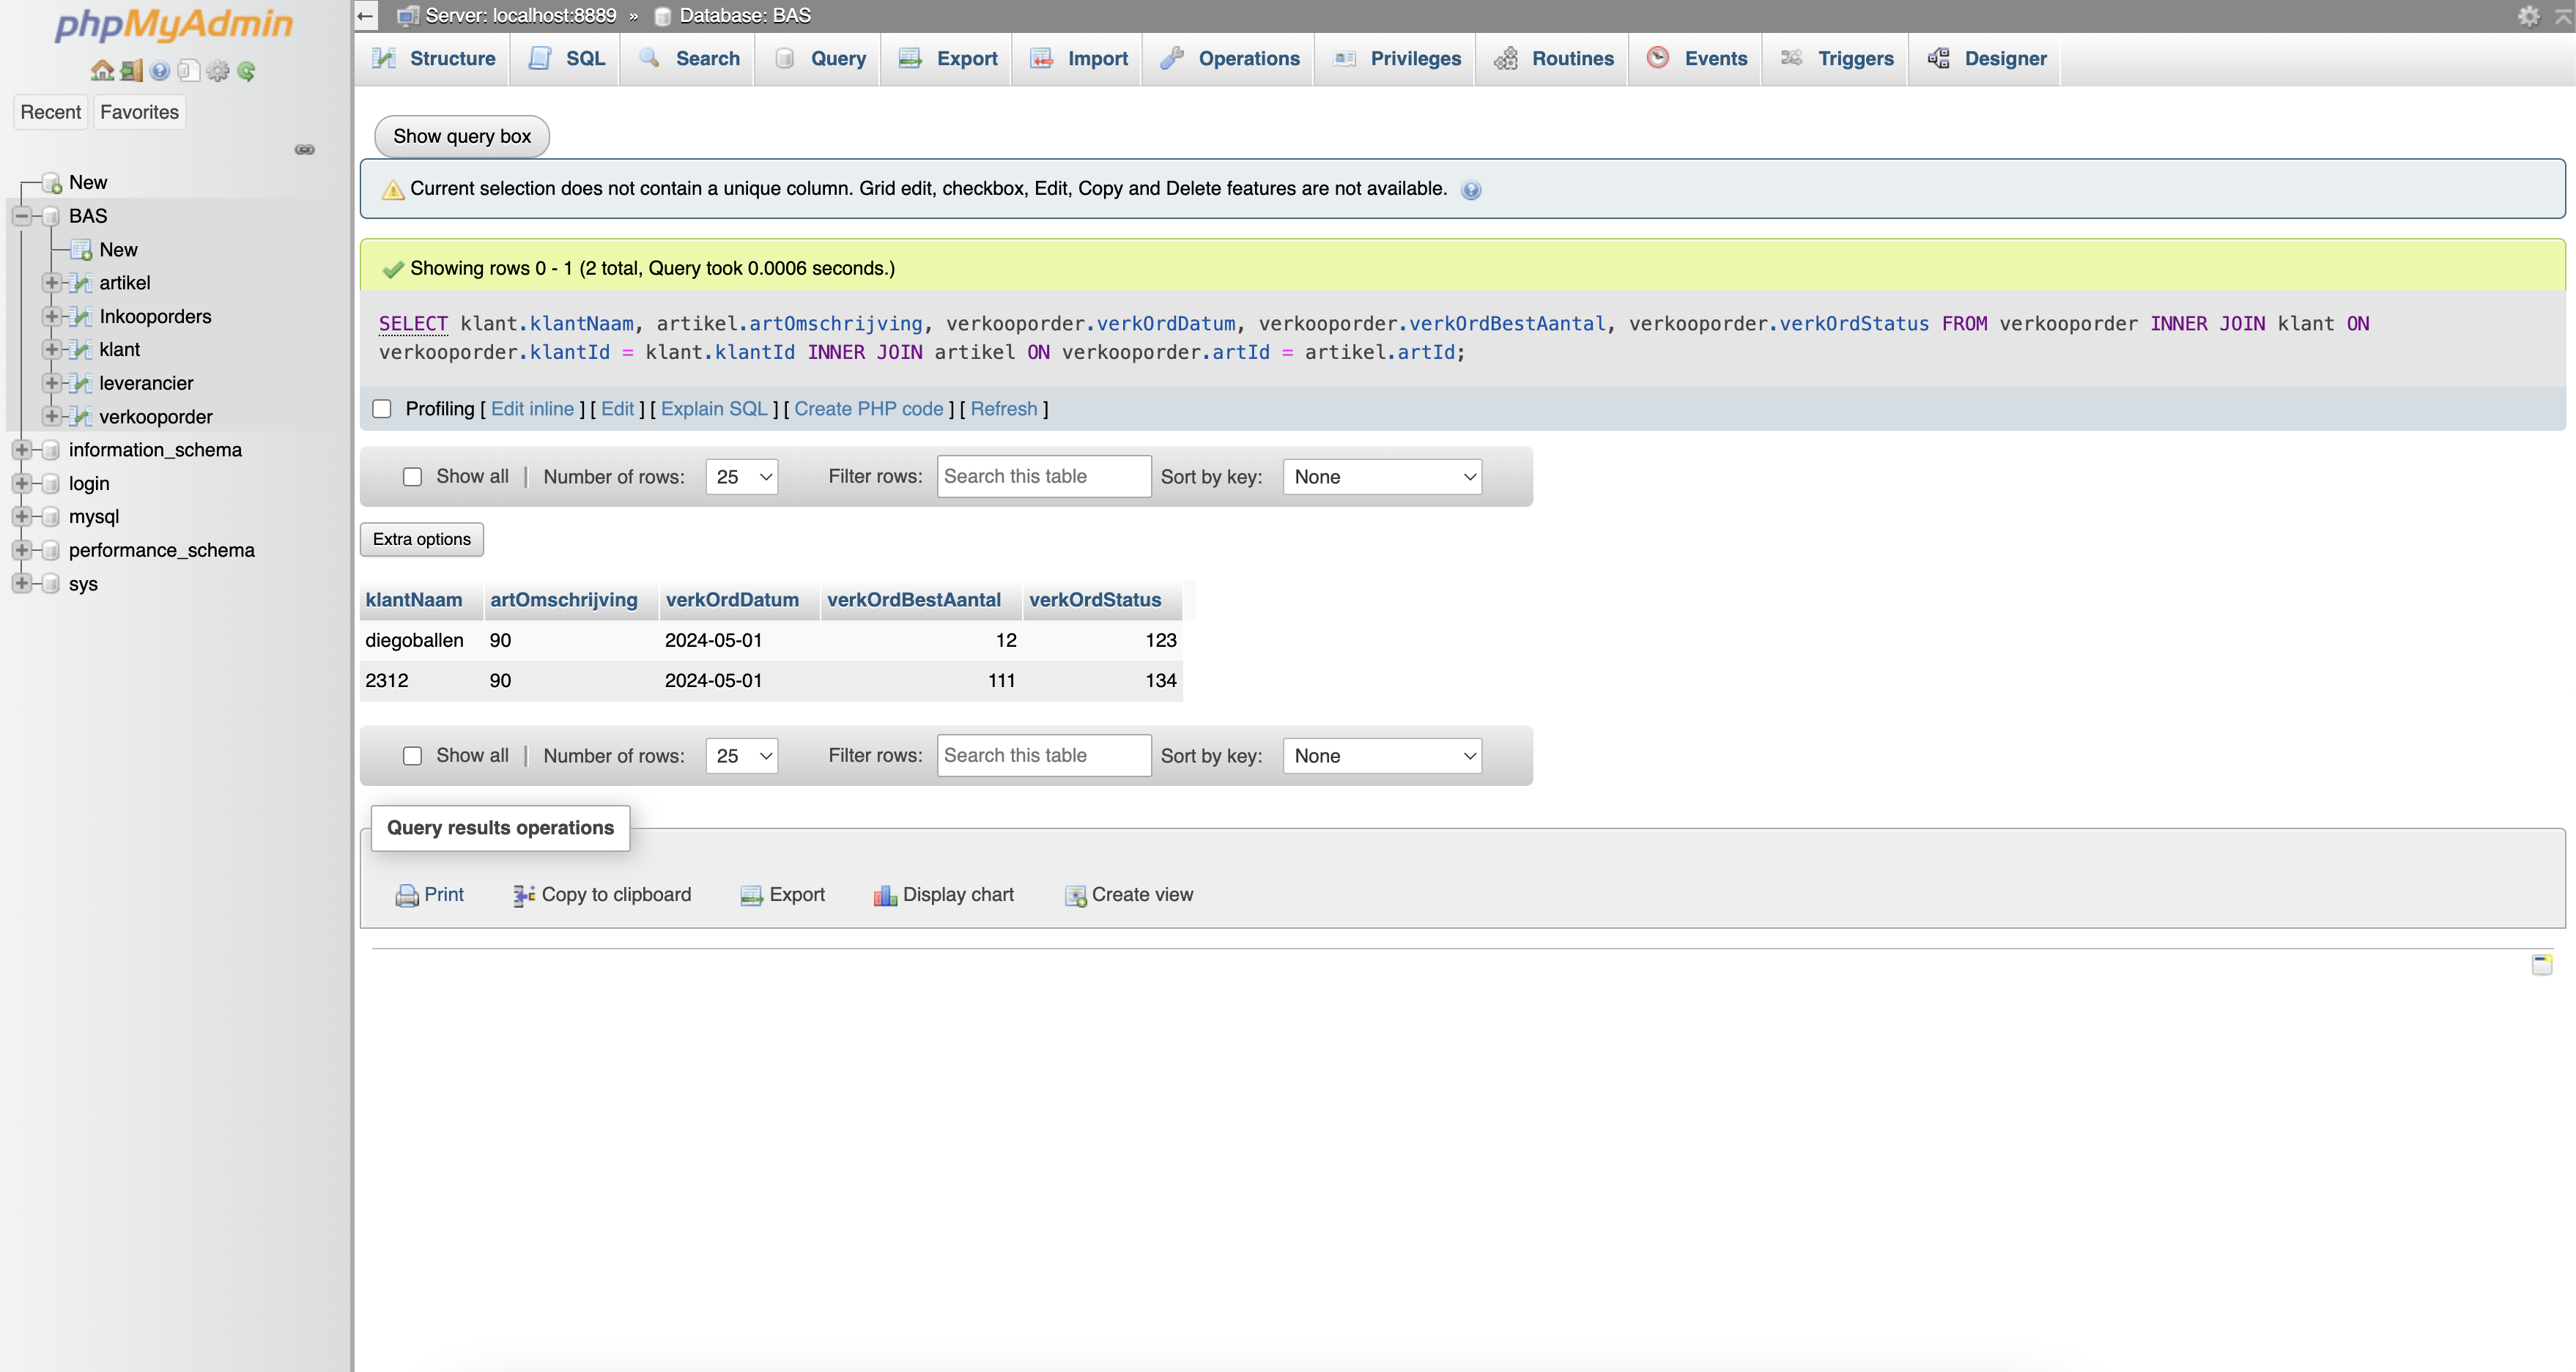 phpMyAdmin
Recent Favorites
New
BAS
New
artikel
Inkooporders
klant
leverancier
verkooporder
information_schema
login
mysql
performance_schema
sys
Server: localhost:8889 » Database: BAS
Structure SQL Search Query Export Import Operations Privileges Routines Events Triggers Designer
Show query box
Current selection does not contain a unique column. Grid edit, checkbox, Edit, Copy and Delete features are not available.
Showing rows 0 - 1 (2 total, Query took 0.0006 seconds.)
SELECT klant.klantNaam, artikel.artOmschrijving, verkooporder.verkOrdDatum, verkooporder.verkOrdBestAantal, verkooporder.verkOrdStatus FROM verkooporder INNER JOIN klant ON
verkooporder.klantId = klant.klantId INNER JOIN artikel ON verkooporder.artId = artikel.artId;
Profiling [ Edit inline ] [ Edit ] [ Explain SQL ] [ Create PHP code ] [ Refresh ]
Show all | Number of rows: 25 Filter rows: Search this table Sort by key: None
Extra options
klantNaam artOmschrijving verkOrdDatum verkOrdBestAantal verkOrdStatus
diegoballen 90 2024-05-01 12 123
2312 90 2024-05-01 111 134
Show all | Number of rows: 25 Filter rows: Search this table Sort by key: None
Query results operations
Print Copy to clipboard Export Display chart Create view